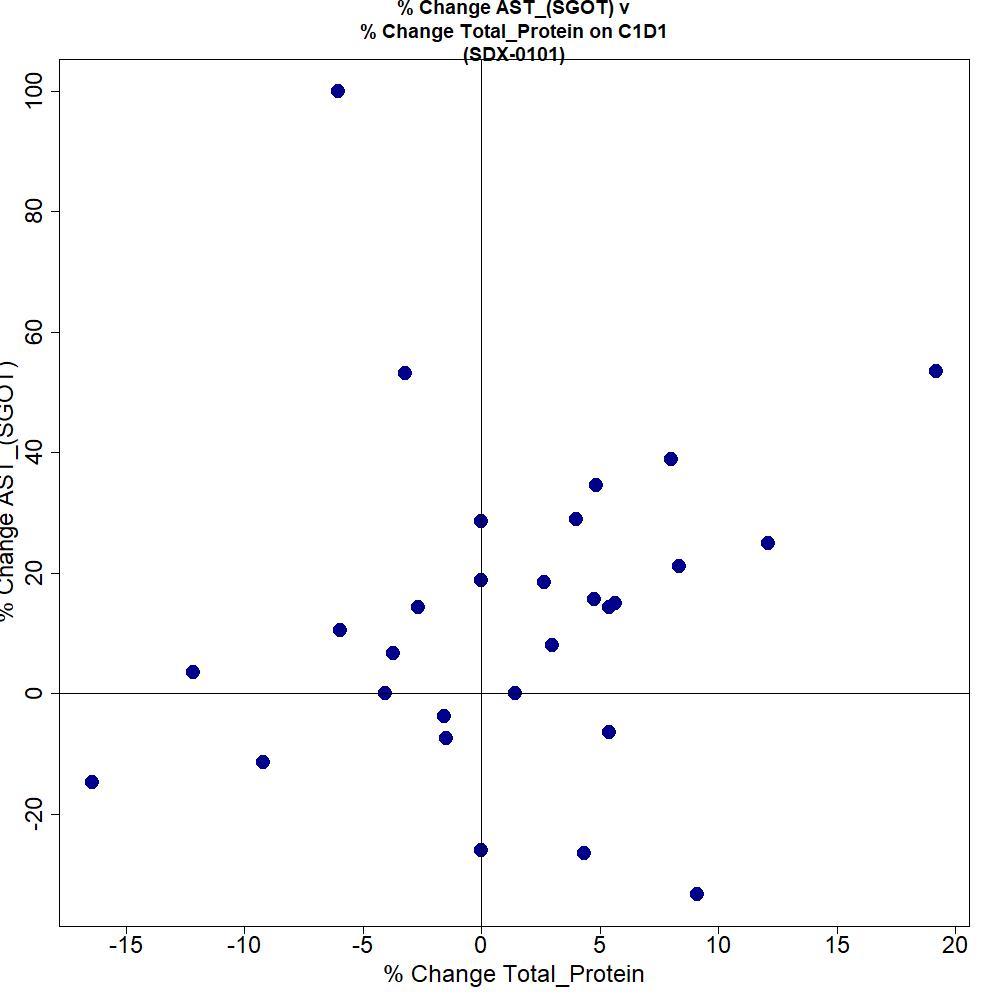 % Change AST_(SGOT) v
% Change Total_Protein on C1D1
(SDX-0101)
100
80
60
40
20
0
-20
% Change AST_(SGOT)
-15 -10 -5 0 5 10 15 20
% Change Total_Protein